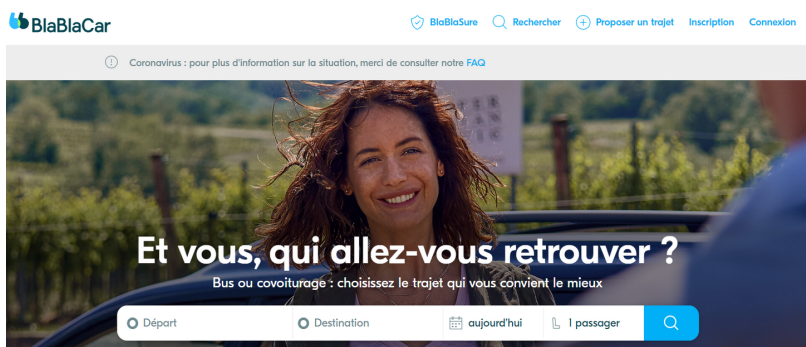 BlaBlaCar
BlaBlaSure Rechercher Proposer un trajet Inscription Connexion
Coronavirus : pour plus d'information sur la situation, merci de consulter notre FAQ
Et vous, qui allez-vous retrouver ?
Bus ou covoiturage : choisissez le trajet qui vous convient le mieux
Départ Destination aujourd'hui 1 passager